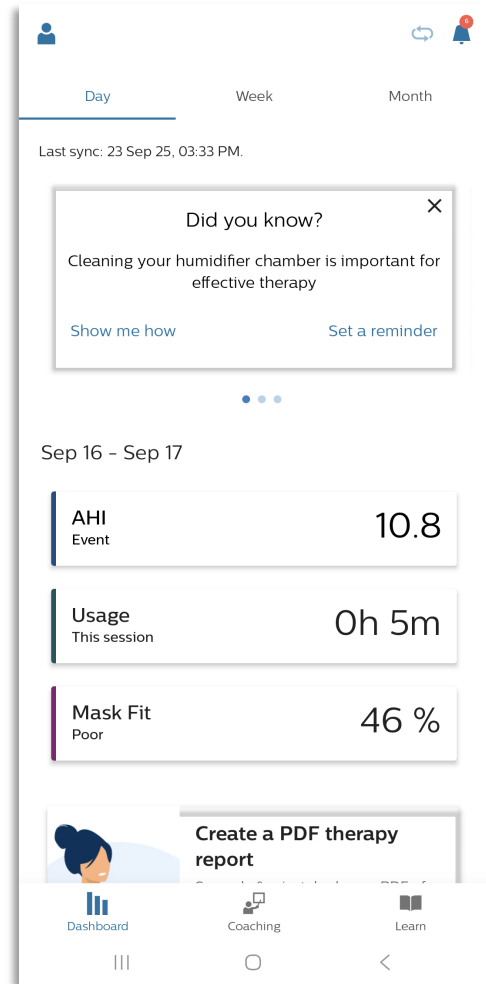 6
Day Week Month
Last sync: 23 Sep 25, 03:33 PM.
Did you know?
Cleaning your humidifier chamber is important for
effective therapy
Show me how Set a reminder
Sep 16 - Sep 17
AHI
Event
10.8
Usage
This session
0h 5m
Mask Fit
Poor
46 %
Create a PDF therapy
report
Dashboard Coaching Learn